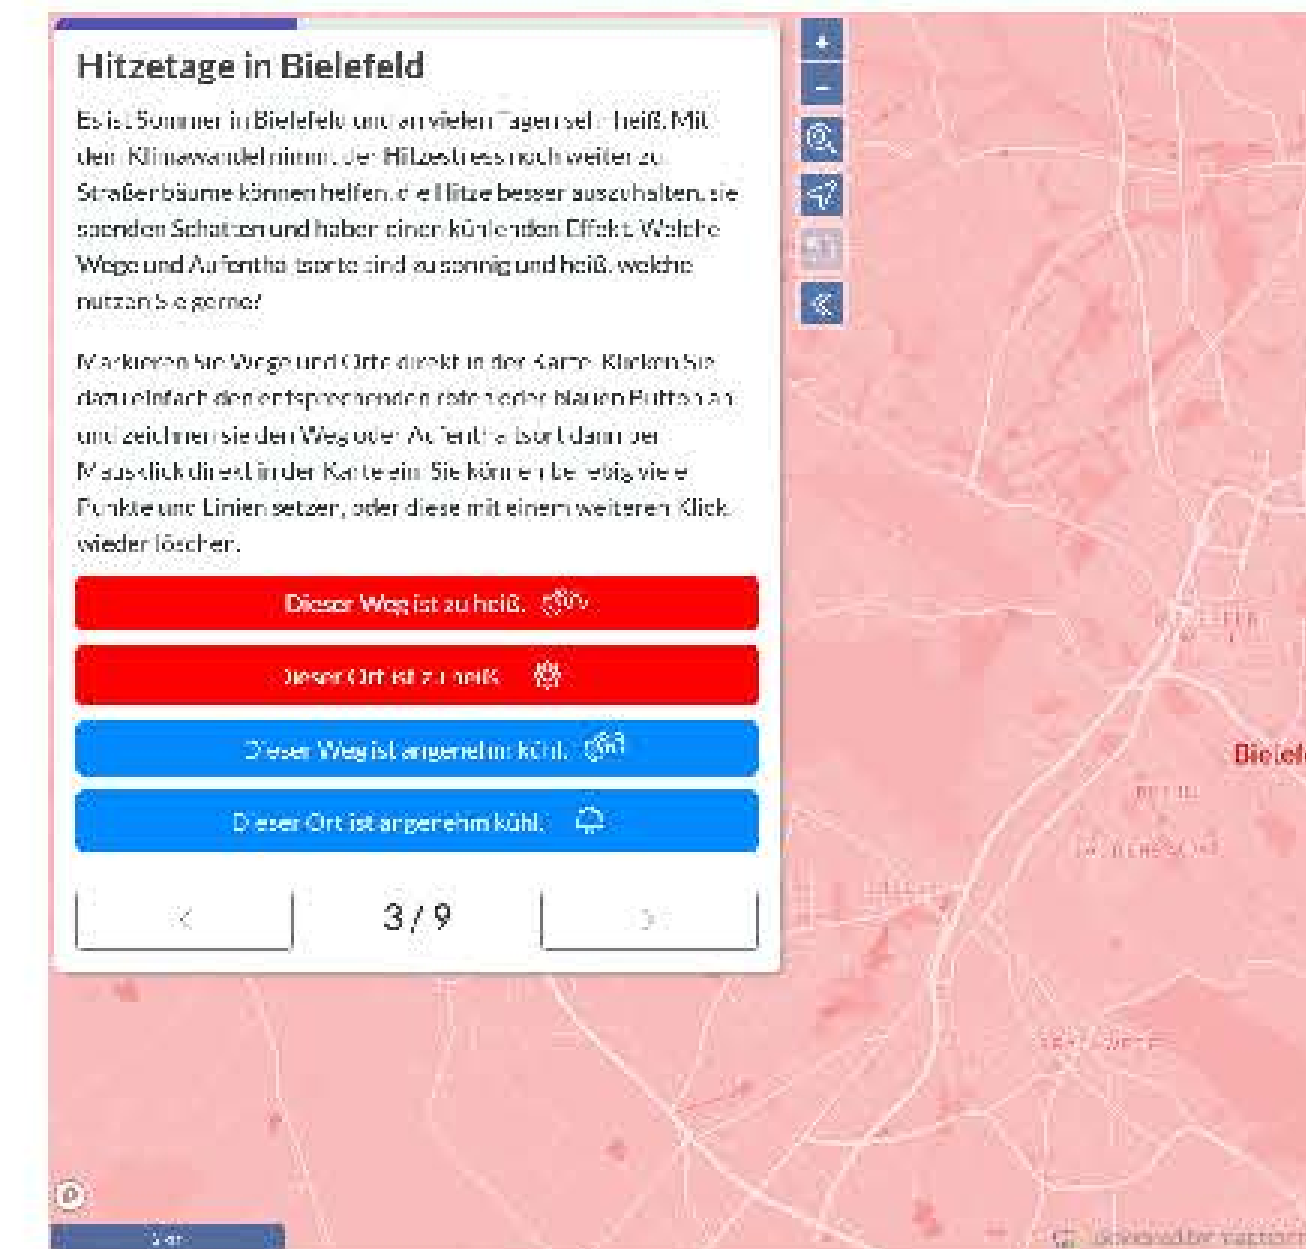 Hitzetage in Bielefeld
Es ist Sommer in Bielefeld und an vielen Tagen sehr heiß. Mit
dem Klimawandel nimmt der Hitzestress noch weiter zu.
Straßenbäume können helfen, die Hitze besser auszuhalten, sie
spenden Schatten und haben einen kühlenden Effekt. Welche
Wege und Aufenthaltsorte sind zu sonnig und heiß, welche
nutzen Sie gerne?
Markieren Sie Wege und Orte direkt in der Karte. Klicken Sie
dazu einfach den entsprechenden roten oder blauen Button an
und zeichnen sie den Weg oder Aufenthaltsort dann per
Mausklick direkt in der Karte ein. Sie können beliebig viele
Punkte und Linien setzen, oder diese mit einem weiteren Klick
wieder löschen.
Dieser Weg ist zu heiß.
Dieser Ort ist zu heiß.
Dieser Weg ist angenehm kühl.
Dieser Ort ist angenehm kühl.
< 3 / 9 >